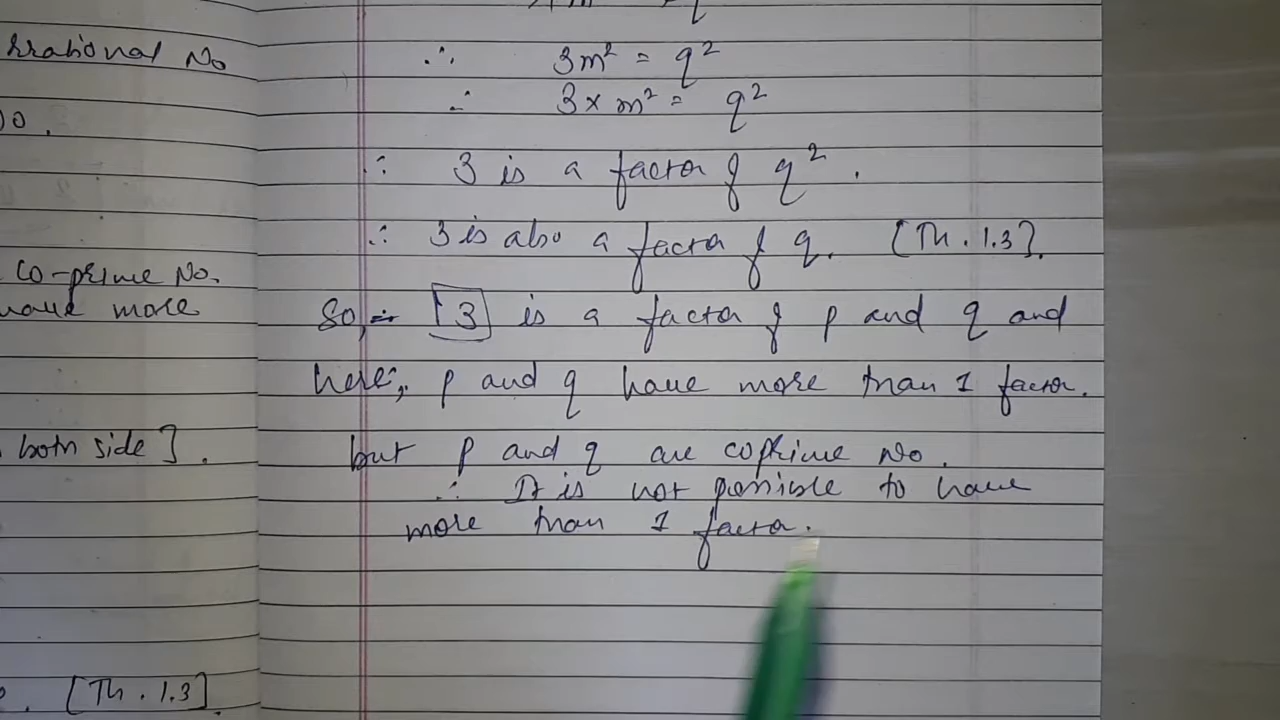 irrational No
No.
Co-prime No.
have more
both side].
[Th. 1.3]
∴ 3m² = q²
∴ 3 × m² = q²
∴ 3 is a factor of q².
∴ 3 is also a factor of q. [Th. 1.3].
So, 3 is a factor of p and q and
here, p and q have more than 1 factor.
but p and q are coprime No.
∴ It is not possible to have
more than 1 factor.